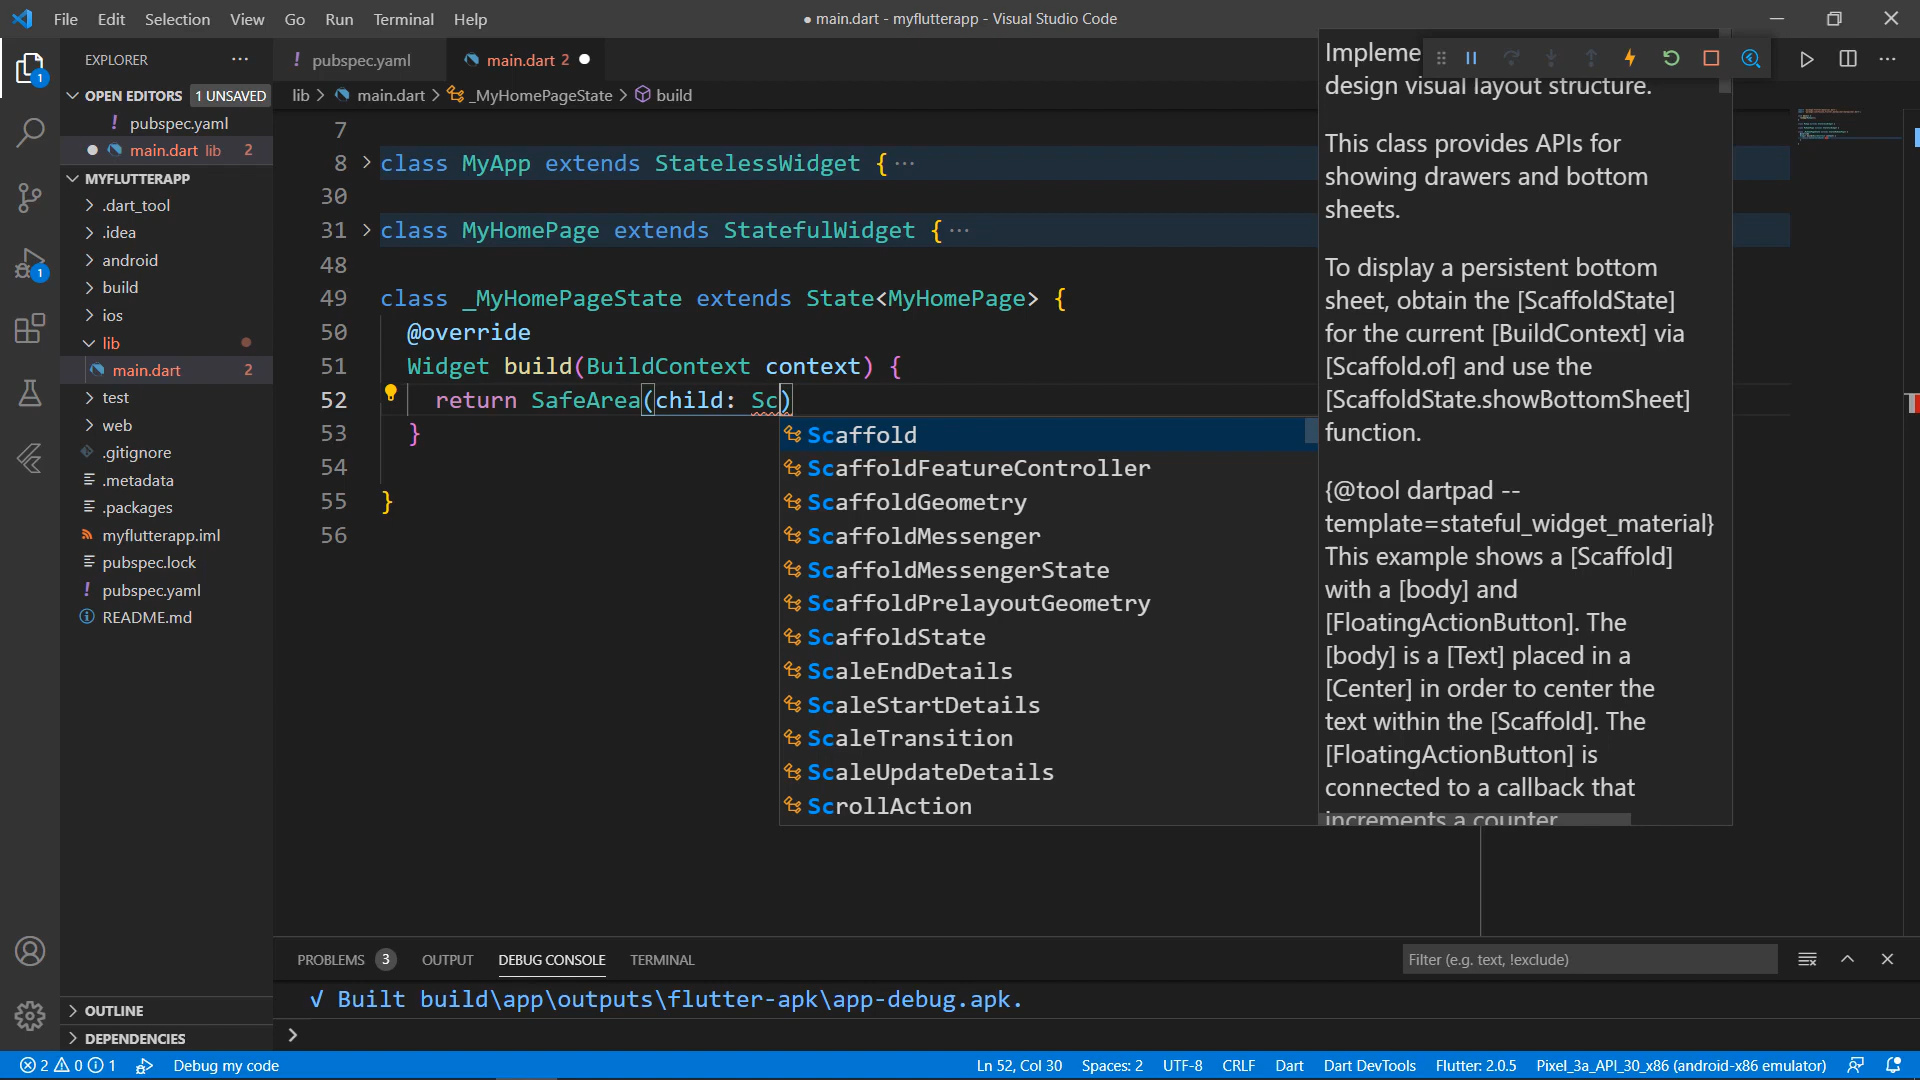 File Edit Selection View Go Run Terminal Help
● main.dart - myflutterapp - Visual Studio Code
EXPLORER
OPEN EDITORS 1 UNSAVED
! pubspec.yaml
main.dart lib 2
MYFLUTTERAPP
.dart_tool
.idea
android
build
ios
lib
main.dart 2
test
web
.gitignore
.metadata
.packages
myflutterapp.iml
pubspec.lock
! pubspec.yaml
README.md
OUTLINE
DEPENDENCIES
1
1
! pubspec.yaml
main.dart 2
lib > main.dart > _MyHomePageState > build
7
8 class MyApp extends StatelessWidget { ···
30
31 class MyHomePage extends StatefulWidget { ···
48
49 class _MyHomePageState extends State<MyHomePage> {
50 @override
51 Widget build(BuildContext context) {
52 return SafeArea(child: Sc)
53 }
54
55 }
56
Scaffold
ScaffoldFeatureController
ScaffoldGeometry
ScaffoldMessenger
ScaffoldMessengerState
ScaffoldPrelayoutGeometry
ScaffoldState
ScaleEndDetails
ScaleStartDetails
ScaleTransition
ScaleUpdateDetails
ScrollAction
Impleme
design visual layout structure.
This class provides APIs for
showing drawers and bottom
sheets.
To display a persistent bottom
sheet, obtain the [ScaffoldState]
for the current [BuildContext] via
[Scaffold.of] and use the
[ScaffoldState.showBottomSheet]
function.
{@tool dartpad --
template=stateful_widget_material}
This example shows a [Scaffold]
with a [body] and
[FloatingActionButton]. The
[body] is a [Text] placed in a
[Center] in order to center the
text within the [Scaffold]. The
[FloatingActionButton] is
connected to a callback that
increments a counter
PROBLEMS 3 OUTPUT DEBUG CONSOLE TERMINAL
Filter (e.g. text, !exclude)
√ Built build\app\outputs\flutter-apk\app-debug.apk.
>
2 0 1 Debug my code
Ln 52, Col 30 Spaces: 2 UTF-8 CRLF Dart Dart DevTools Flutter: 2.0.5 Pixel_3a_API_30_x86 (android-x86 emulator)